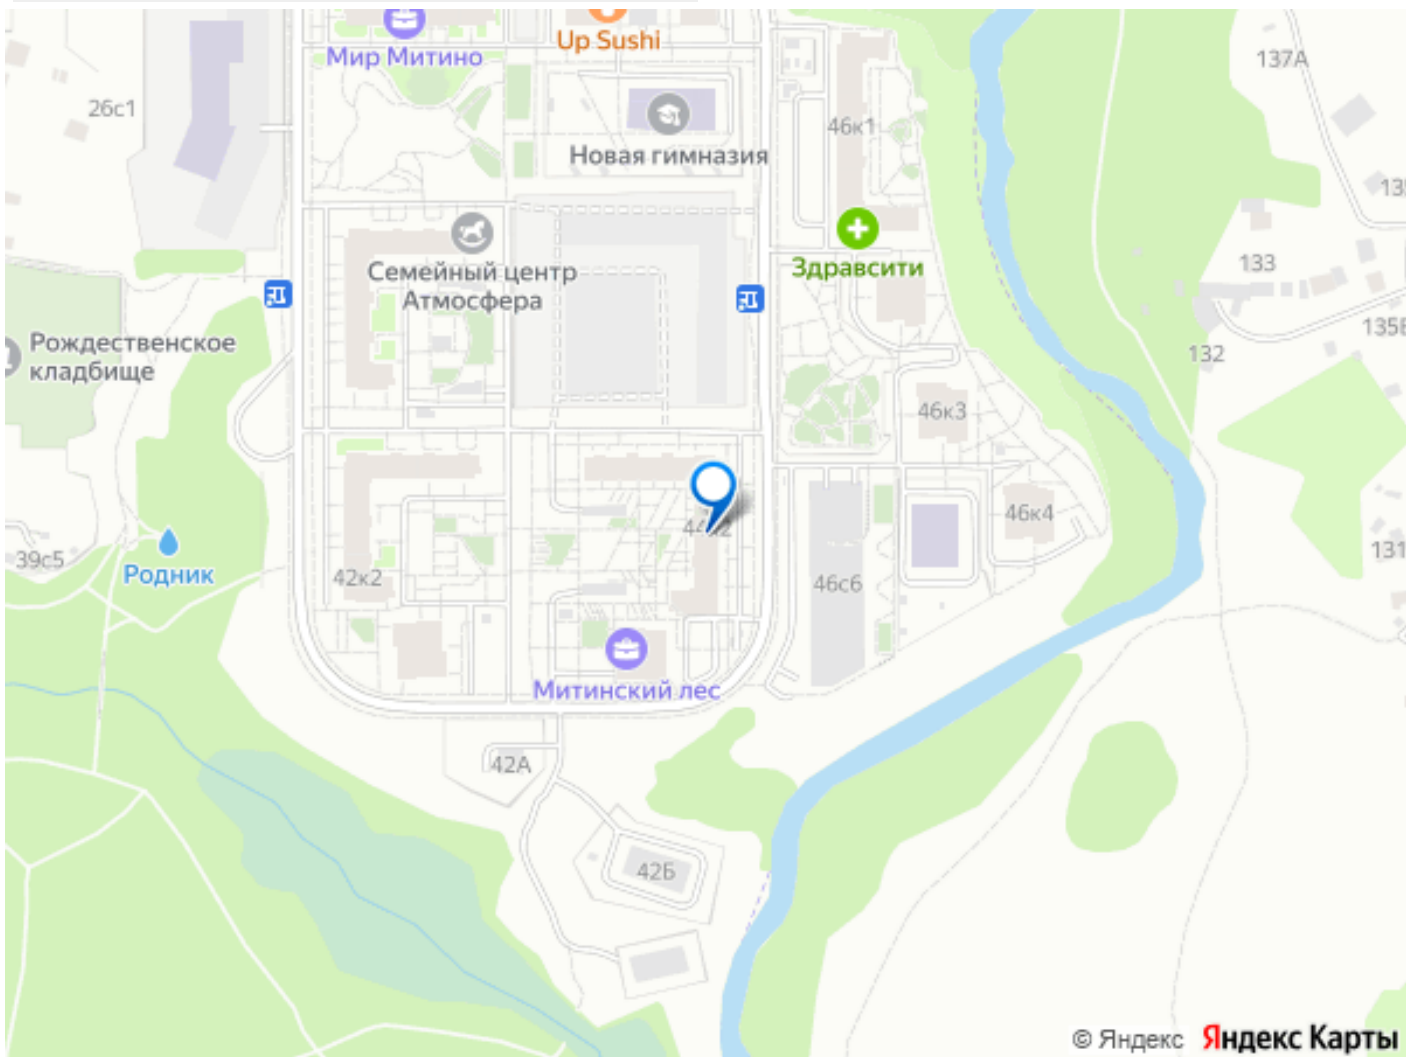 Up Sushi
Мир Митино
137А
26с1
46к1
Новая гимназия
133
Здравсити
Семейный центр
Атмосфера
Рождественское
кладбище
132
46к3
46к4
39с5
131
Родник
42к2
46с6
Митинский лес
42А
42Б
© Яндекс Яндекс Карты